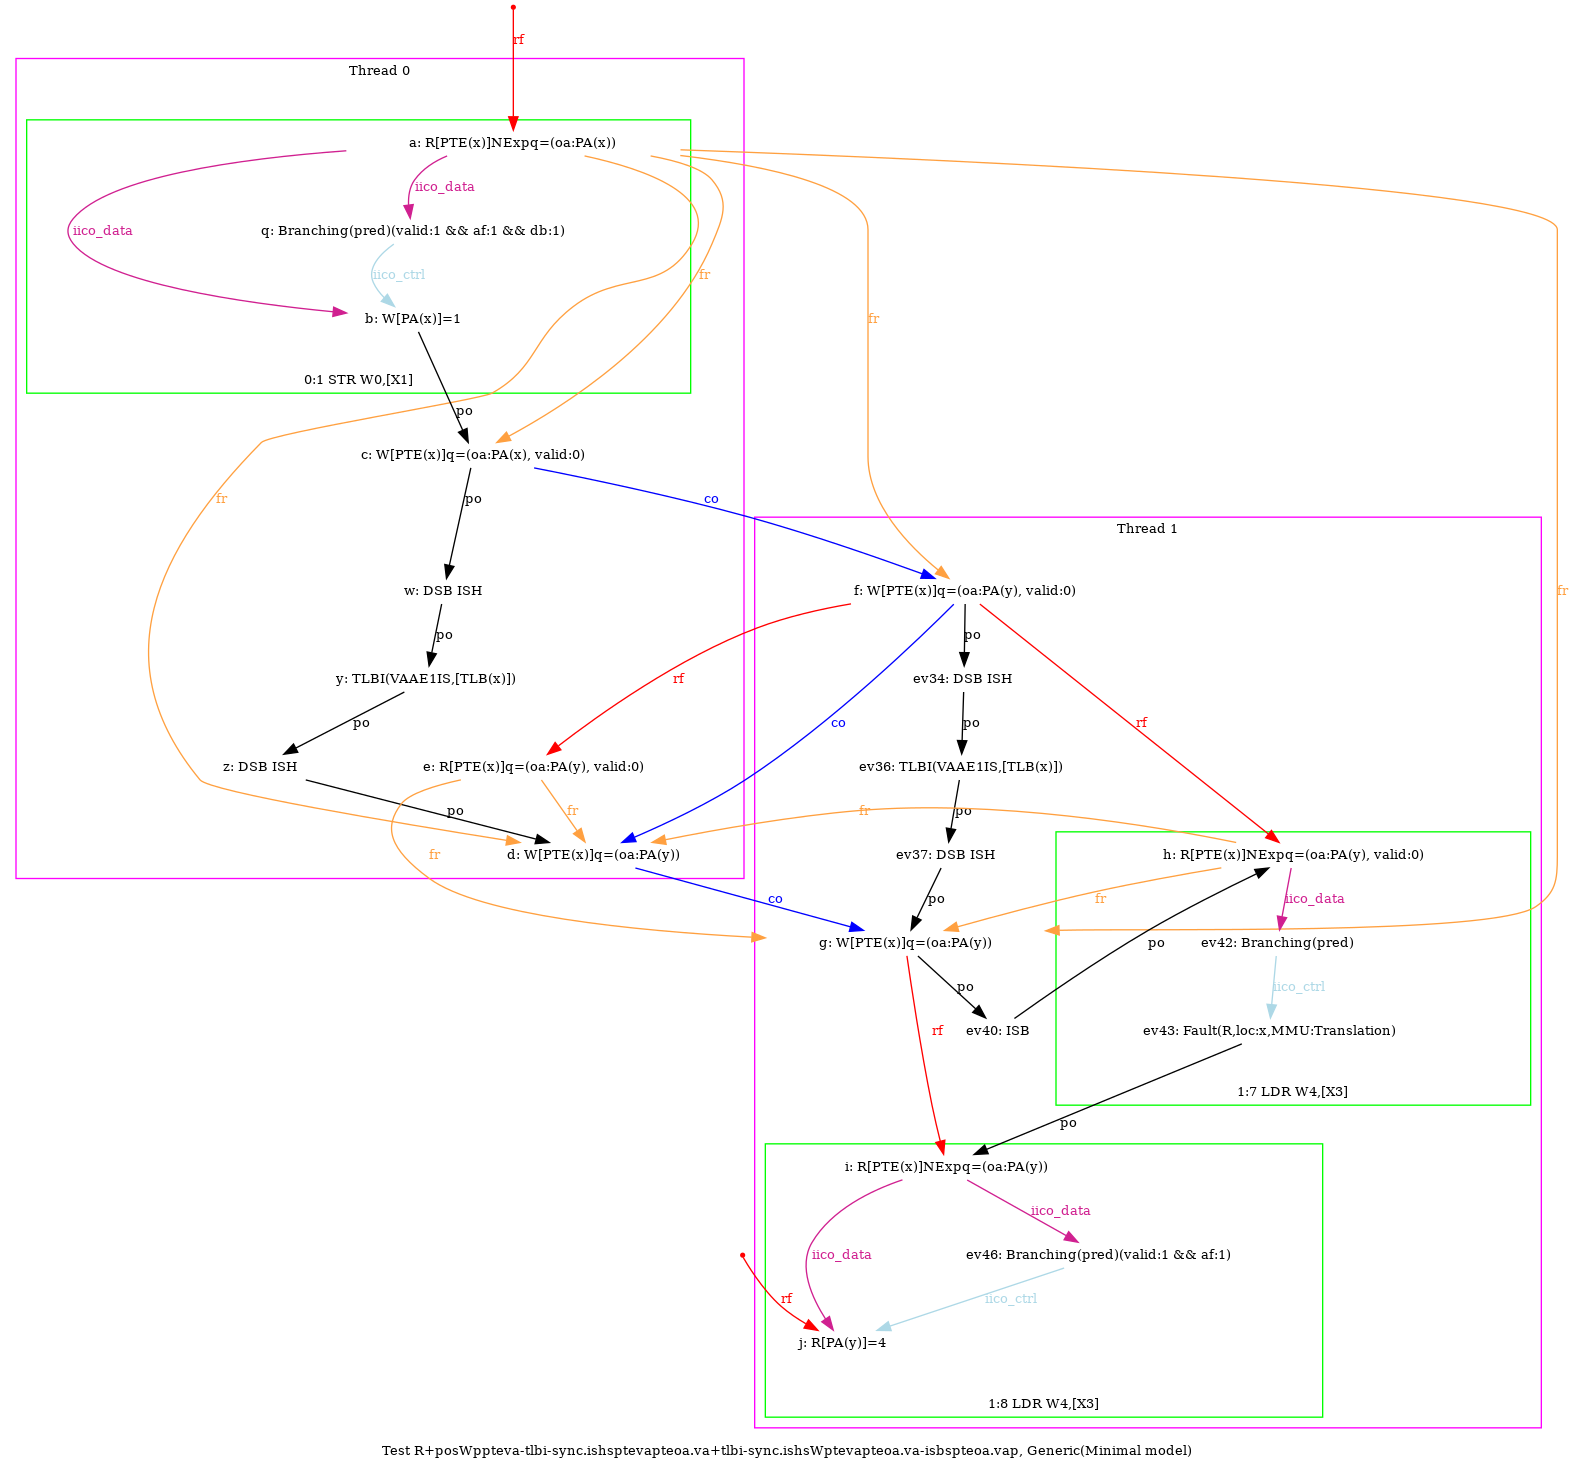 rf
Thread 0
a: R[PTE(x)]NExpq=(oa:PA(x))
iico_data
iico_data
q: Branching(pred)(valid:1 && af:1 && db:1)
iico_ctrl
fr
b: W[PA(x)]=1
fr
0:1 STR W0,[X1]
po
c: W[PTE(x)]q=(oa:PA(x), valid:0)
fr
po
co
Thread 1
w: DSB ISH
f: W[PTE(x)]q=(oa:PA(y), valid:0)
fr
po
po
y: TLBI(VAAE1IS,[TLB(x)])
rf
ev34: DSB ISH
po
co
po
rf
z: DSB ISH
e: R[PTE(x)]q=(oa:PA(y), valid:0)
ev36: TLBI(VAAE1IS,[TLB(x)])
po
fr
fr
po
fr
d: W[PTE(x)]q=(oa:PA(y))
ev37: DSB ISH
h: R[PTE(x)]NExpq=(oa:PA(y), valid:0)
co
po
fr
iico_data
g: W[PTE(x)]q=(oa:PA(y))
po
ev42: Branching(pred)
po
iico_ctrl
rf
ev40: ISB
ev43: Fault(R,loc:x,MMU:Translation)
1:7 LDR W4,[X3]
po
i: R[PTE(x)]NExpq=(oa:PA(y))
iico_data
iico_data
ev46: Branching(pred)(valid:1 && af:1)
rf
iico_ctrl
j: R[PA(y)]=4
1:8 LDR W4,[X3]
Test R+posWppteva-tlbi-sync.ishsptevapteoa.va+tlbi-sync.ishsWptevapteoa.va-isbspteoa.vap, Generic(Minimal model)